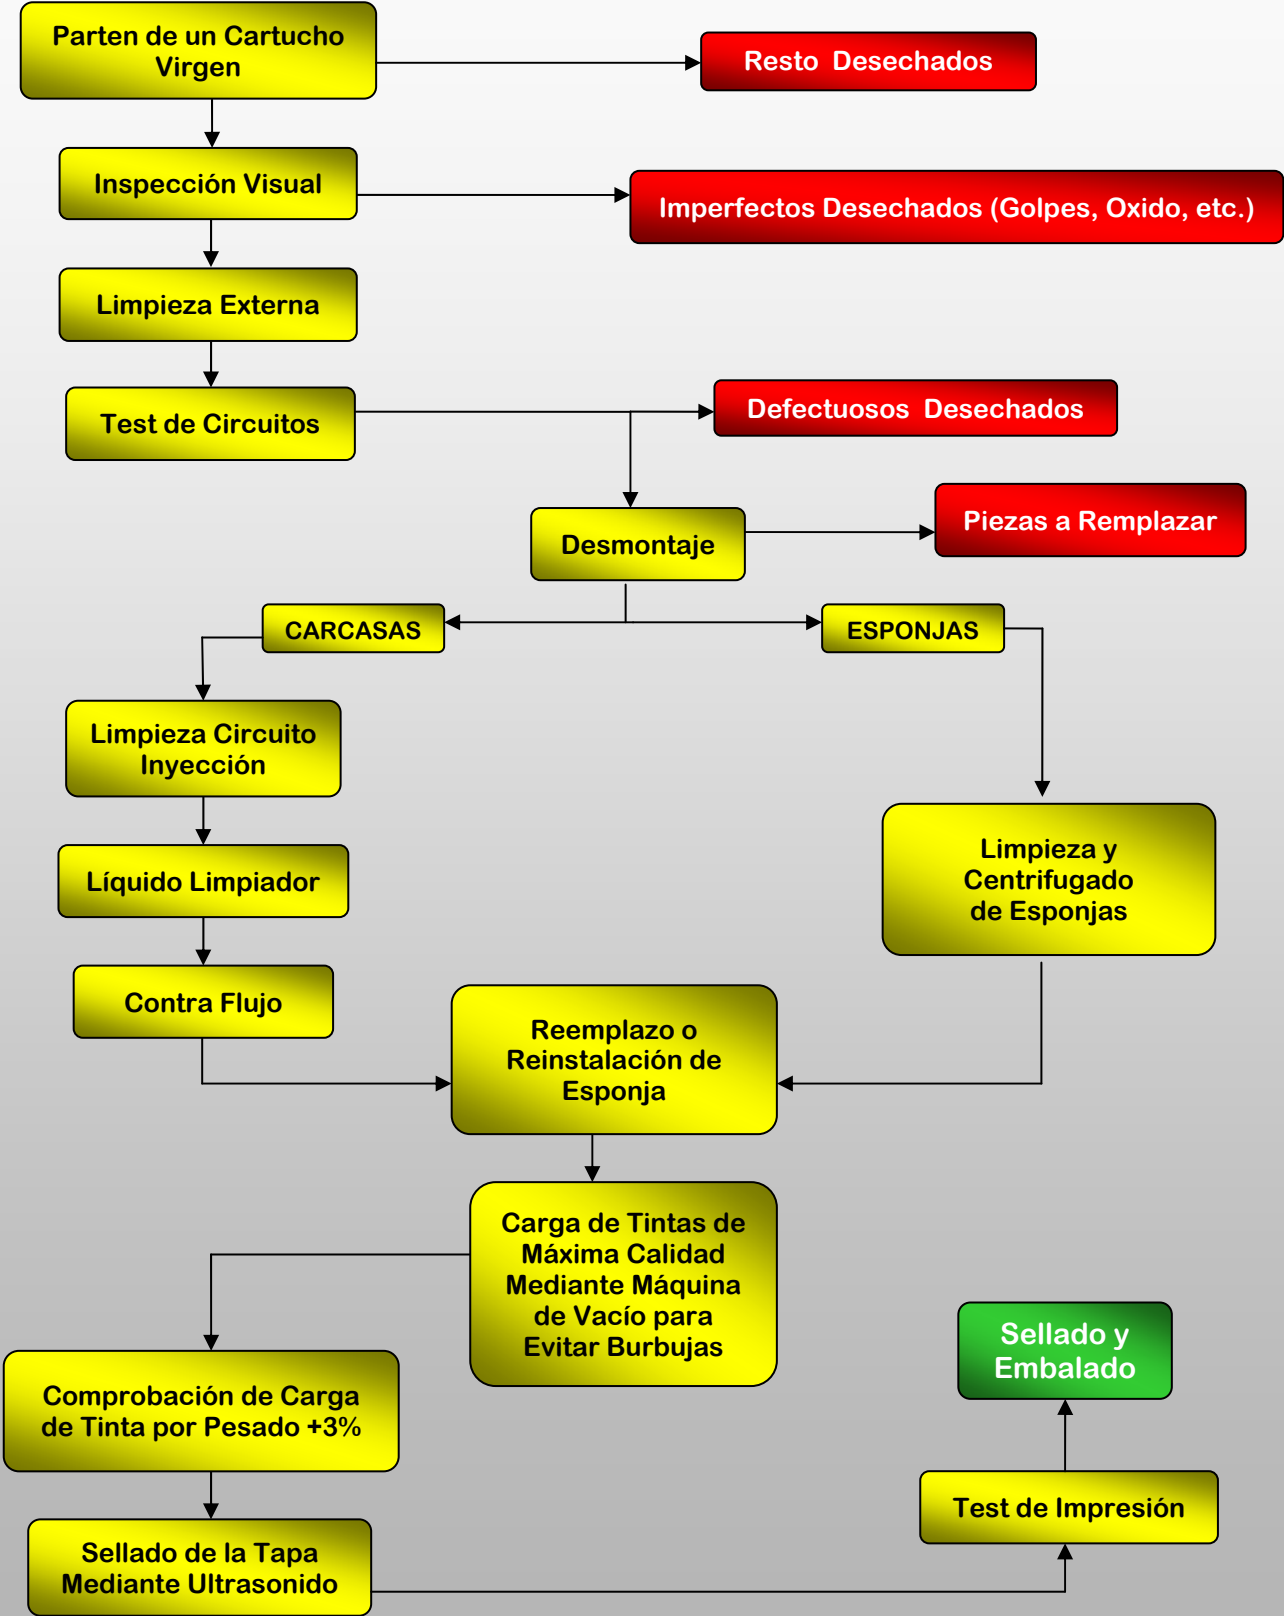 Parten de un Cartucho
Virgen
Resto Desechados
Inspección Visual
Imperfectos Desechados (Golpes, Oxido, etc.)
Limpieza Externa
Test de Circuitos
Defectuosos Desechados
Desmontaje
Piezas a Remplazar
CARCASAS
ESPONJAS
Limpieza Circuito
Inyección
Líquido Limpiador
Contra Flujo
Limpieza y
Centrifugado
de Esponjas
Reemplazo o
Reinstalación de
Esponja
Carga de Tintas de
Máxima Calidad
Mediante Máquina
de Vacío para
Evitar Burbujas
Comprobación de Carga
de Tinta por Pesado +3%
Sellado de la Tapa
Mediante Ultrasonido
Test de Impresión
Sellado y
Embalado